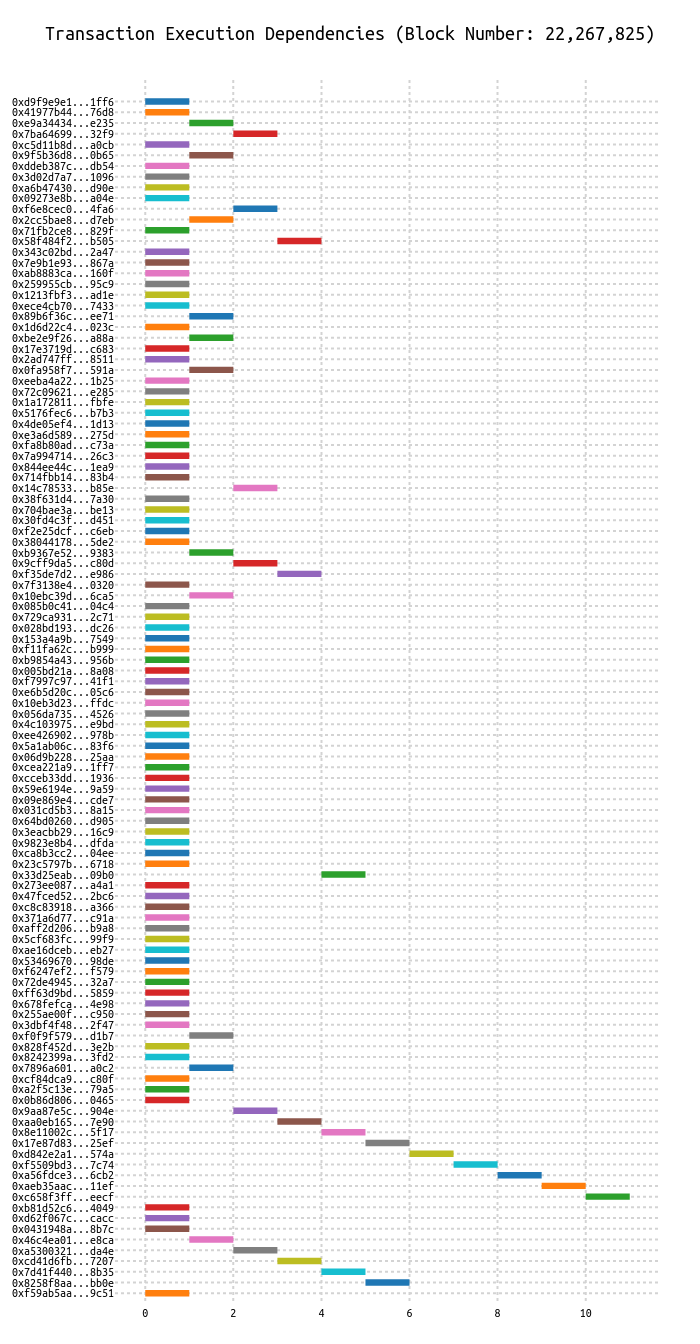 Transaction Execution Dependencies (Block Number: 22,267,825)
0xd9f9e9e1...1ff6
0x41977b44...76d8
0xe9a34434...e235
0x7ba64699...32f9
0xc5d11b8d...a0cb
0x9f5b36d8...0b65
0xddeb387c...db54
0x3d02d7a7...1096
0xa6b47430...d90e
0x09273e8b...a04e
0xf6e8cec0...4fa6
0x2cc5bae8...d7eb
0x71fb2ce8...829f
0x58f484f2...b505
0x343c02bd...2a47
0x7e9b1e93...867a
0xab8883ca...160f
0x259955cb...95c9
0x1213fbf3...ad1e
0xece4cb70...7433
0x89b6f36c...ee71
0x1d6d22c4...023c
0xbe2e9f26...a88a
0x17e3719d...c683
0x2ad747ff...8511
0x0fa958f7...591a
0xeeba4a22...1b25
0x72c09621...e285
0x1a172811...fbfe
0x5176fec6...b7b3
0x4de05ef4...1d13
0xe3a6d589...275d
0xfa8b80ad...c73a
0x7a994714...26c3
0x844ee44c...1ea9
0x714fbb14...83b4
0x14c78533...b85e
0x38f631d4...7a30
0x704bae3a...be13
0x30fd4c3f...d451
0xf2e25dcf...c6eb
0x38044178...5de2
0xb9367e52...9383
0x9cff9da5...c80d
0xf35de7d2...e986
0x7f3138e4...0320
0x10ebc39d...6ca5
0x085b0c41...04c4
0x729ca931...2c71
0x028bd193...dc26
0x153a4a9b...7549
0xf11fa62c...b999
0xb9854a43...956b
0x005bd21a...8a08
0xf7997c97...41f1
0xe6b5d20c...05c6
0x10eb3d23...ffdc
0x056da735...4526
0x4c103975...e9bd
0xee426902...978b
0x5a1ab06c...83f6
0x06d9b228...25aa
0xcea221a9...1ff7
0xcceb33dd...1936
0x59e6194e...9a59
0x09e869e4...cde7
0x031cd5b3...8a15
0x64bd0260...d905
0x3eacbb29...16c9
0x9823e8b4...dfda
0xca8b3cc2...04ee
0x23c5797b...6718
0x33d25eab...09b0
0x273ee087...a4a1
0x47fced52...2bc6
0xc8c83918...a366
0x371a6d77...c91a
0xaff2d206...b9a8
0x5cf683fc...99f9
0xae16dceb...eb27
0x53469670...98de
0xf6247ef2...f579
0x72de4945...32a7
0xff63d9bd...5859
0x678fefca...4e98
0x255ae00f...c950
0x3dbf4f48...2f47
0xf0f9f579...d1b7
0x828f452d...3e2b
0x8242399a...3fd2
0x7896a601...a0c2
0xcf84dca9...c80f
0xa2f5c13e...79a5
0x0b86d806...0465
0x9aa87e5c...904e
0xaa0eb165...7e90
0x8e11002c...5f17
0x17e87d83...25ef
0xd842e2a1...574a
0xf5509bd3...7c74
0xa56fdce3...6cb2
0xaeb35aac...11ef
0xc658f3ff...eecf
0xb81d52c6...4049
0xd62f067c...cacc
0x0431948a...8b7c
0x46c4ea01...e8ca
0xa5300321...da4e
0xcd41d6fb...7207
0x7d41f440...8b35
0x8258f8aa...bb0e
0xf59ab5aa...9c51
0 2 4 6 8 10